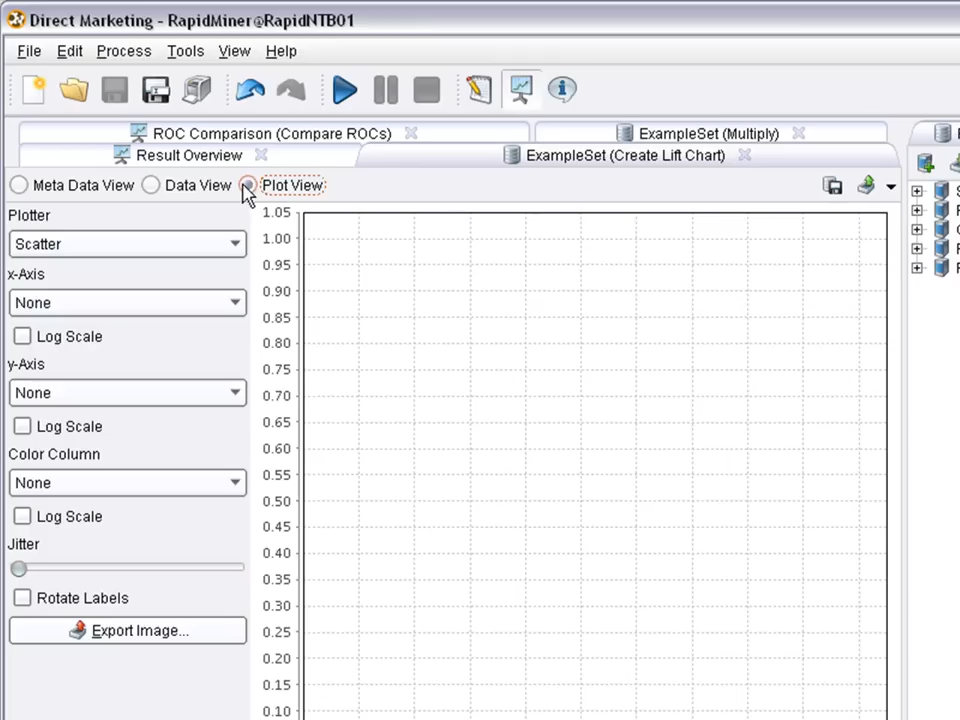 Direct Marketing - RapidMiner@RapidNTB01
File Edit Process Tools View Help
ROC Comparison (Compare ROCs) ExampleSet (Multiply)
Result Overview ExampleSet (Create Lift Chart)
Meta Data View Data View Plot View
Plotter
Scatter
x-Axis
None
Log Scale
y-Axis
None
Log Scale
Color Column
None
Log Scale
Jitter
Rotate Labels
Export Image...
1.05
1.00
0.95
0.90
0.85
0.80
0.75
0.70
0.65
0.60
0.55
0.50
0.45
0.40
0.35
0.30
0.25
0.20
0.15
0.10